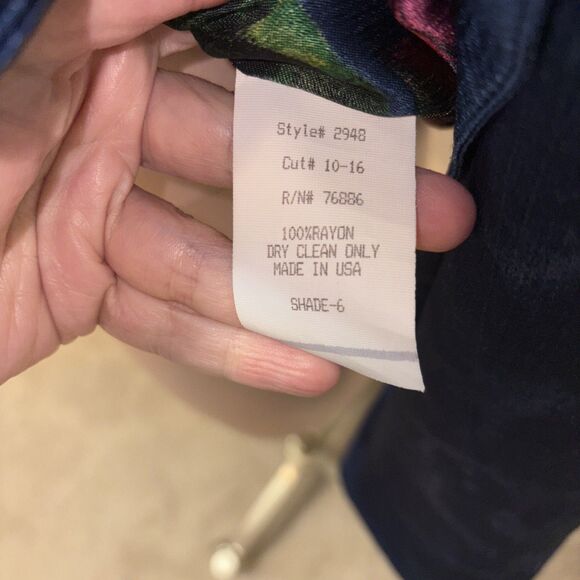 Style# 2948
Cut# 10-16
R/N# 76886
100%RAYON
DRY CLEAN ONLY
MADE IN USA
SHADE-6